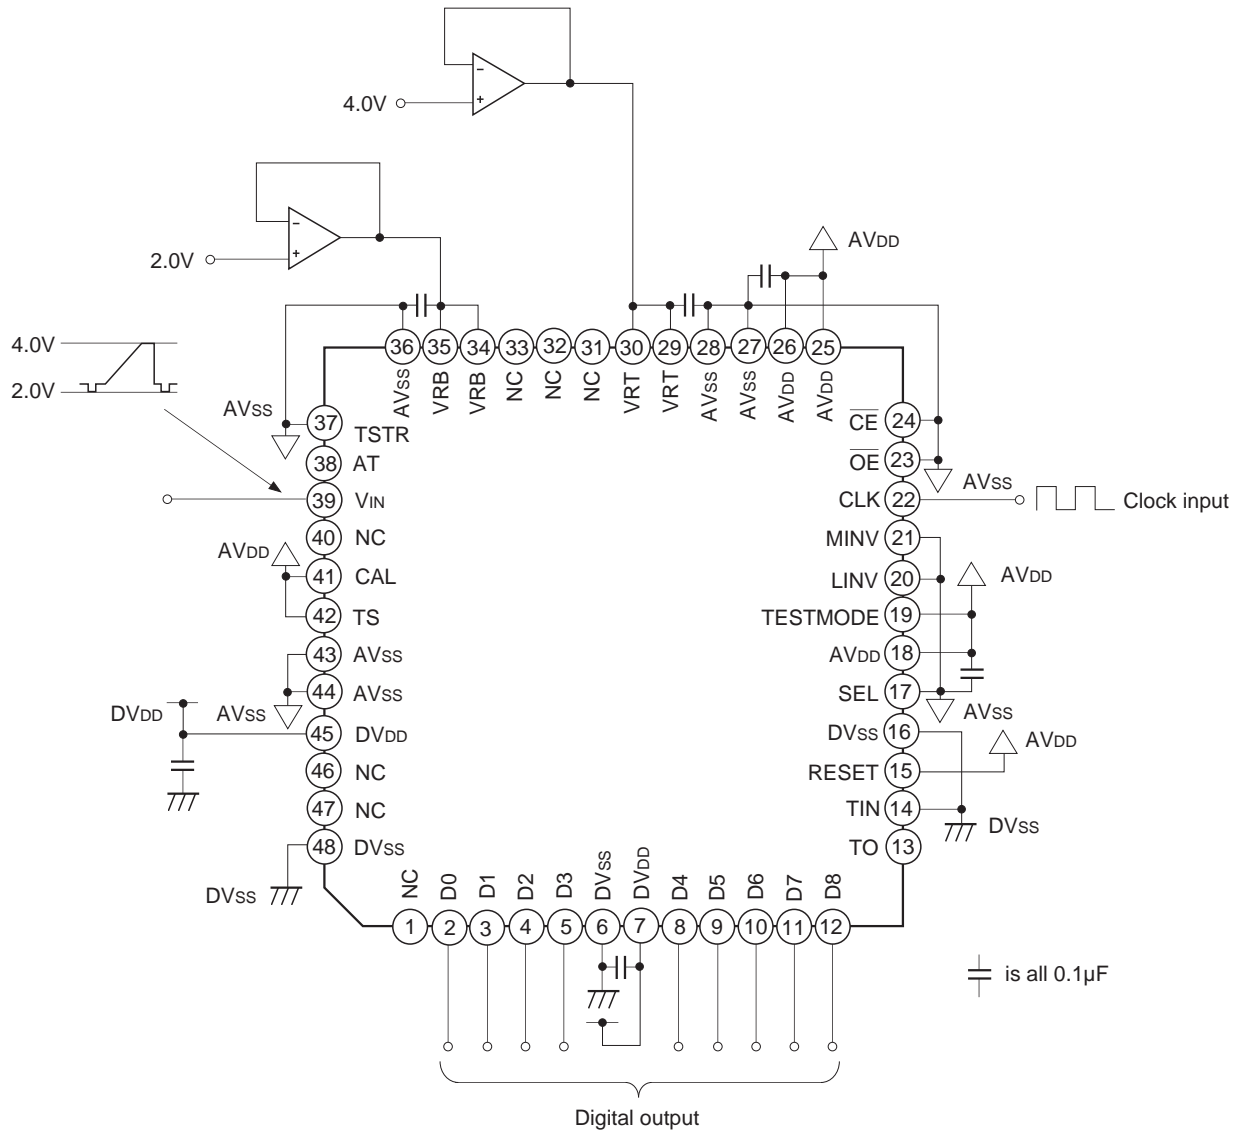 4.0V
−
+
2.0V
−
+
AVDD
4.0V
2.0V
36 35 34 33 32 31 30 29 28 27 26 25
AVSS VRB VRB NC NC NC VRT VRT AVSS AVSS AVDD AVDD
AVSS
37 TSTR
38 AT
39 VIN
40 NC
AVDD
41 CAL
42 TS
43 AVSS
44 AVSS
DVDD
AVSS
45 DVDD
46 NC
47 NC
48 DVSS
DVSS
CE 24
OE 23
AVSS
CLK 22
Clock input
MINV 21
LINV 20
AVDD
TESTMODE 19
AVDD 18
SEL 17
AVSS
DVSS 16
AVDD
RESET 15
TIN 14
DVSS
TO 13
NC D0 D1 D2 D3 DVSS DVDD D4 D5 D6 D7 D8
1 2 3 4 5 6 7 8 9 10 11 12
is all 0.1µF
Digital output